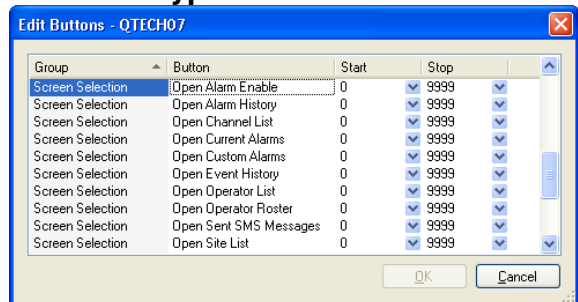 Edit Buttons - QTECH07
Group Button Start Stop
Screen Selection Open Alarm Enable 0 9999
Screen Selection Open Alarm History 0 9999
Screen Selection Open Channel List 0 9999
Screen Selection Open Current Alarms 0 9999
Screen Selection Open Custom Alarms 0 9999
Screen Selection Open Event History 0 9999
Screen Selection Open Operator List 0 9999
Screen Selection Open Operator Roster 0 9999
Screen Selection Open Sent SMS Messages 0 9999
Screen Selection Open Site List 0 9999
OK Cancel